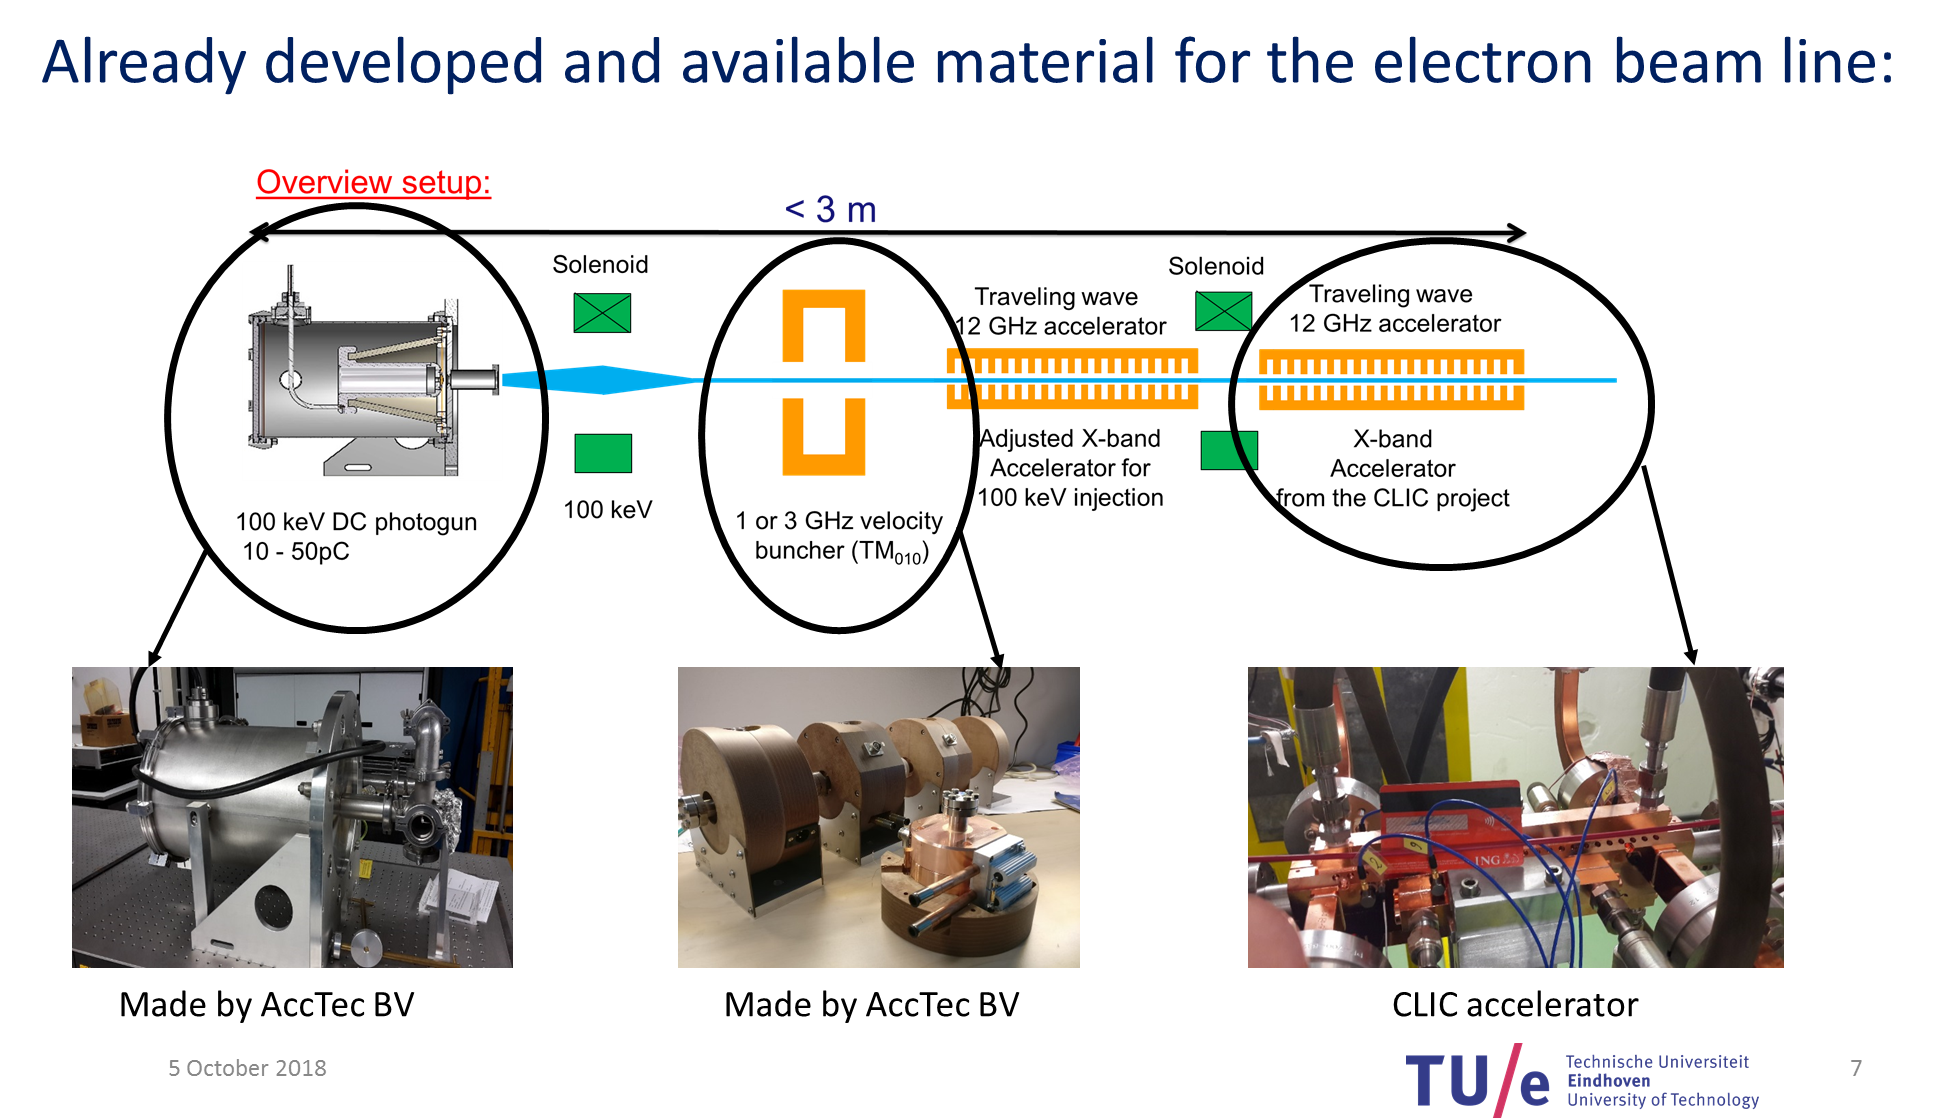 Already developed and available material for the electron beam line:
Overview setup:
< 3 m
Solenoid
Solenoid
Traveling wave
12 GHz accelerator
Traveling wave
12 GHz accelerator
100 keV DC photogun
10 - 50pC
100 keV
1 or 3 GHz velocity
buncher (TM₀₁₀)
Adjusted X-band
Accelerator for
100 keV injection
X-band
Accelerator
from the CLIC project
ING
2
9
Made by AccTec BV
Made by AccTec BV
CLIC accelerator
5 October 2018
TU/e
Technische Universiteit
Eindhoven
University of Technology
7